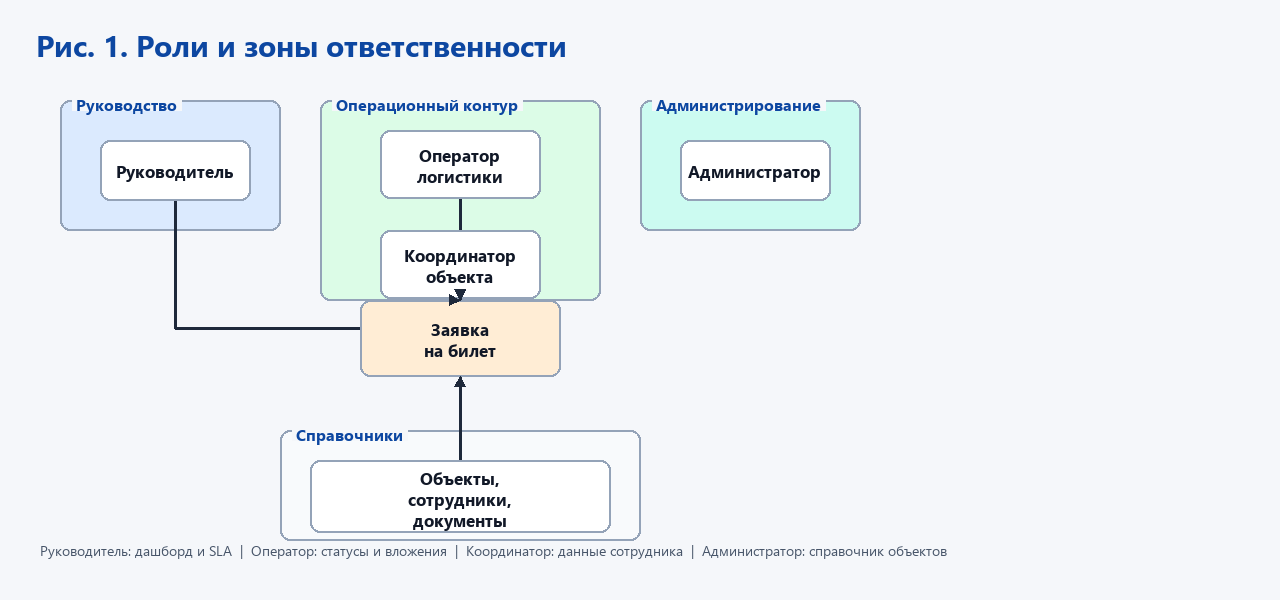 Рис. 1. Роли и зоны ответственности
Руководство
Операционный контур
Администрирование
Руководитель
Оператор
логистики
Администратор
Координатор
объекта
Заявка
на билет
Справочники
Объекты,
сотрудники,
документы
Руководитель: дашборд и SLA | Оператор: статусы и вложения | Координатор: данные сотрудника | Администратор: справочник объектов